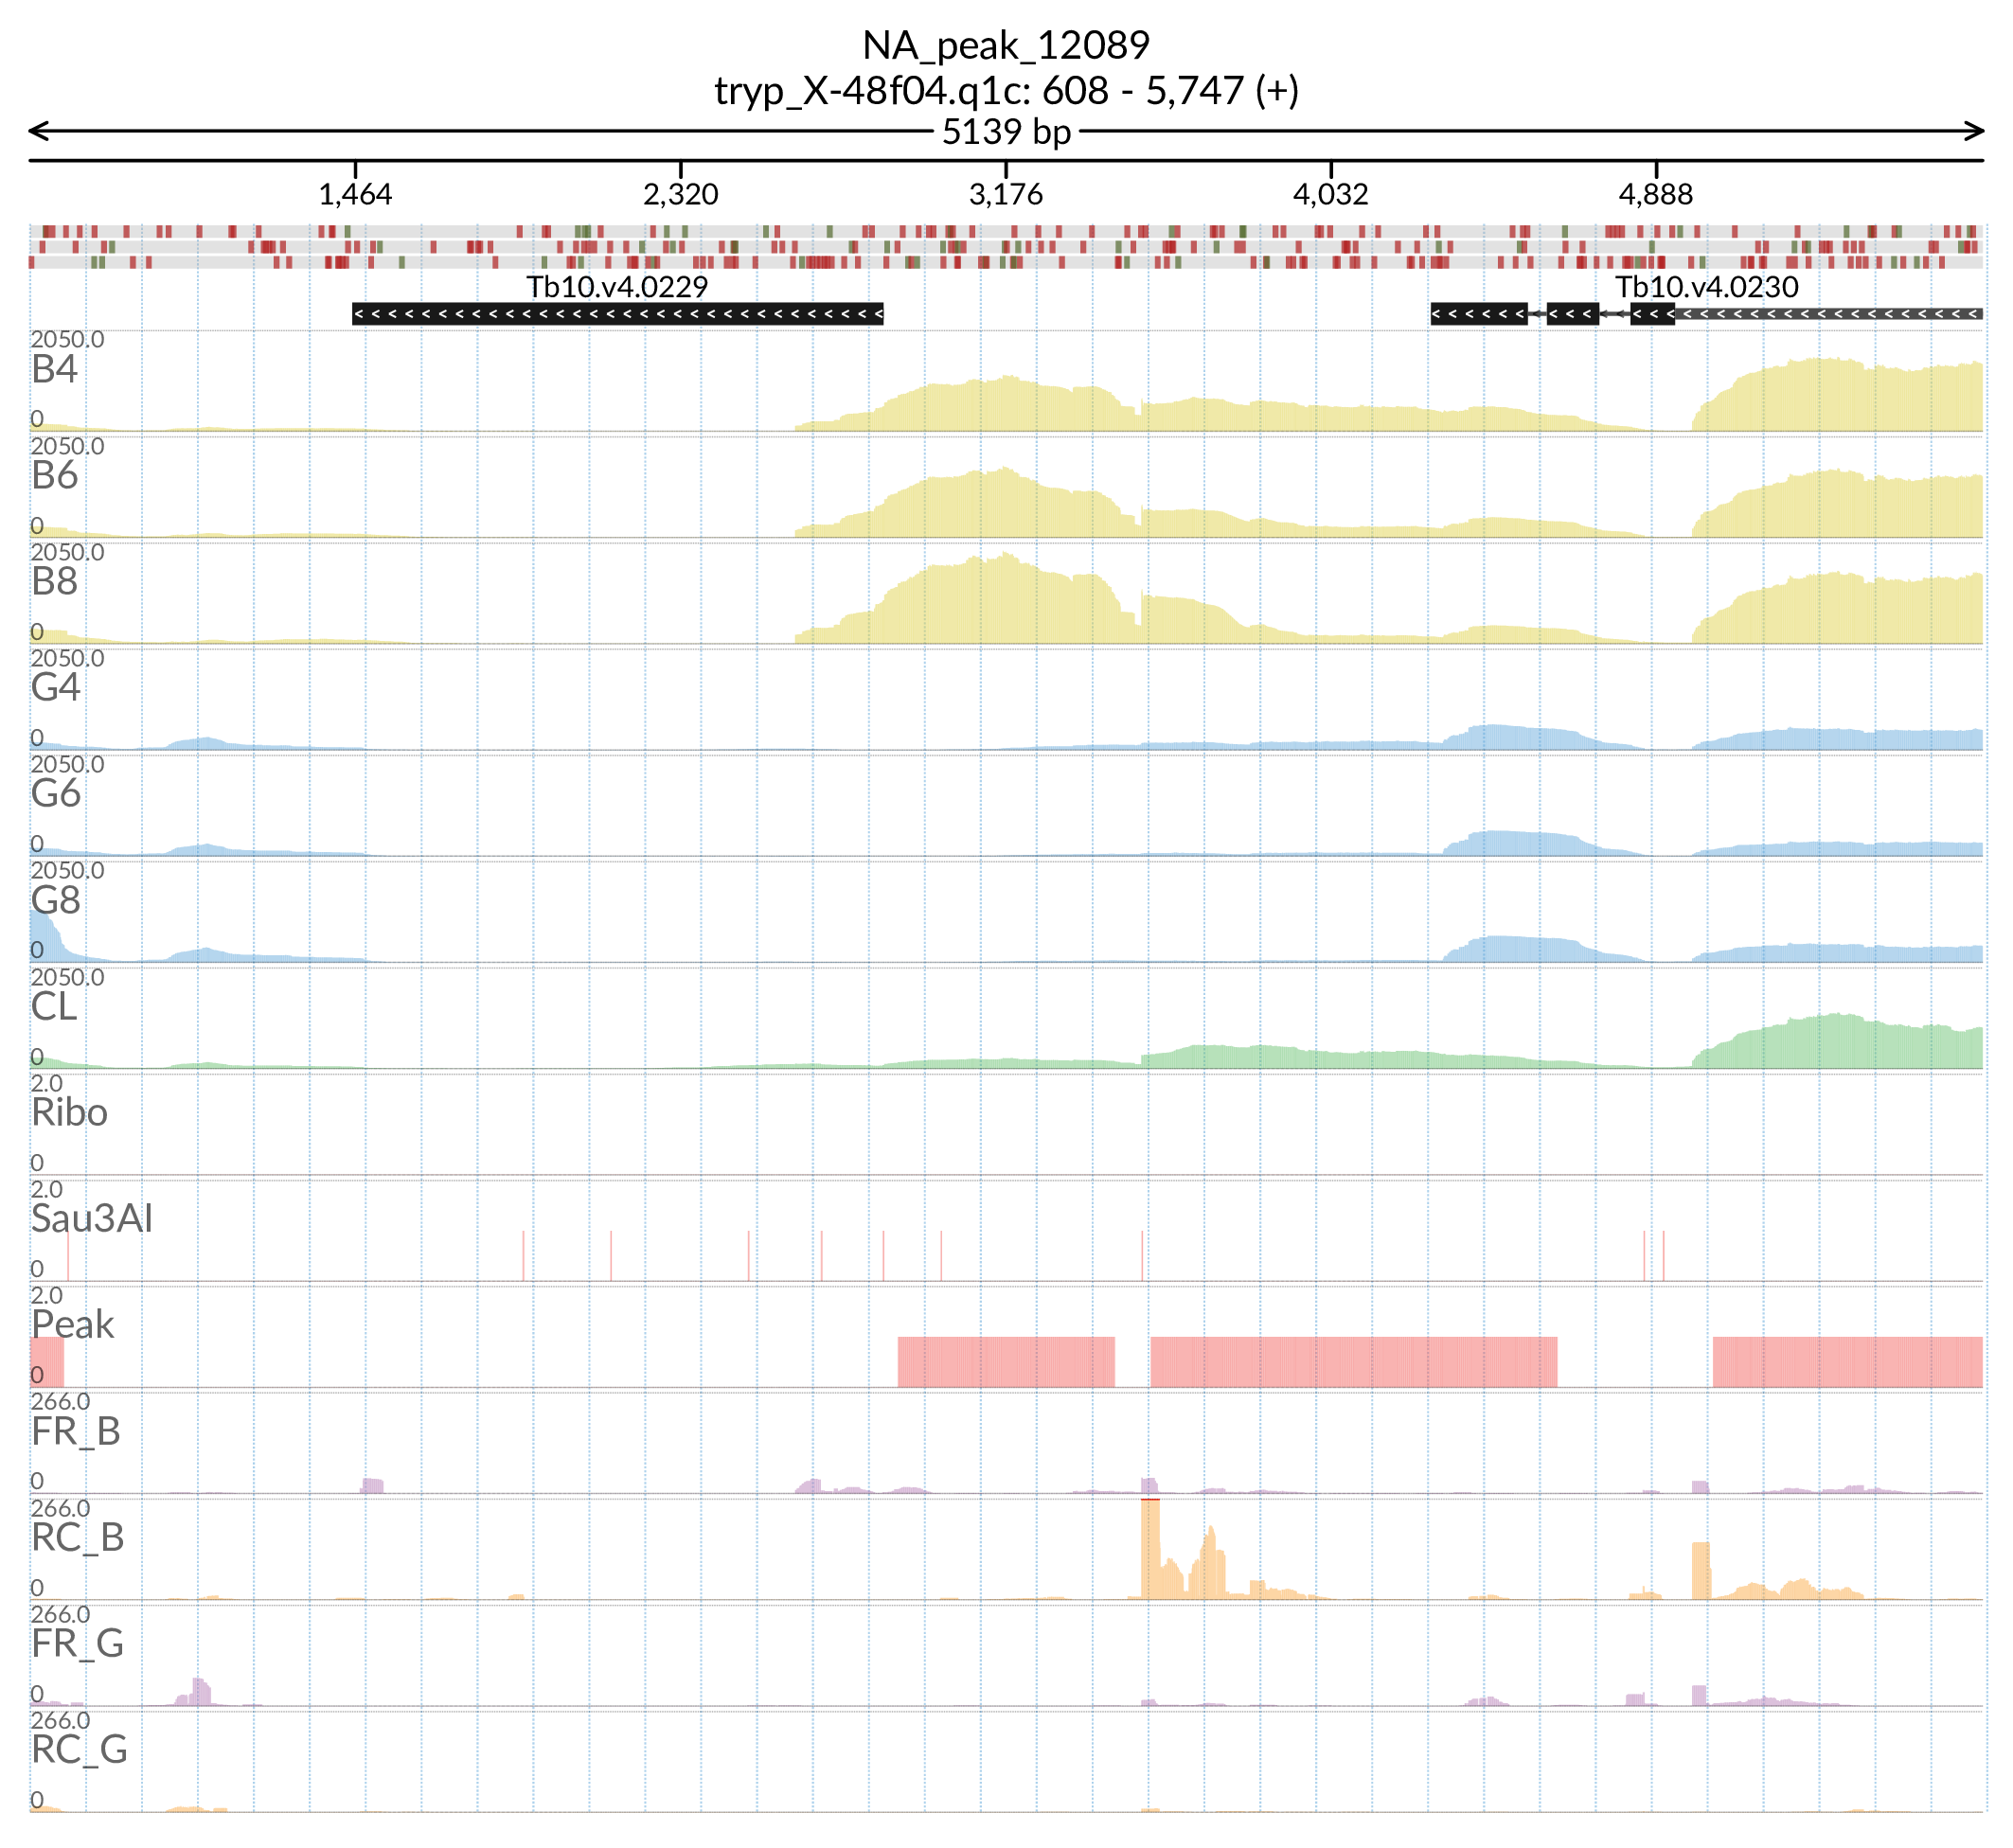 NA_peak_12089
tryp_X-48f04.q1c: 608 - 5,747 (+)
5139 bp
1,464 2,320 3,176 4,032 4,888
Tb10.v4.0229 Tb10.v4.0230
2050.0
B4
0
2050.0
B6
0
2050.0
B8
0
2050.0
G4
0
2050.0
G6
0
2050.0
G8
0
2050.0
CL
0
2.0
Ribo
0
2.0
Sau3AI
0
2.0
Peak
0
266.0
FR_B
0
266.0
RC_B
0
266.0
FR_G
0
266.0
RC_G
0